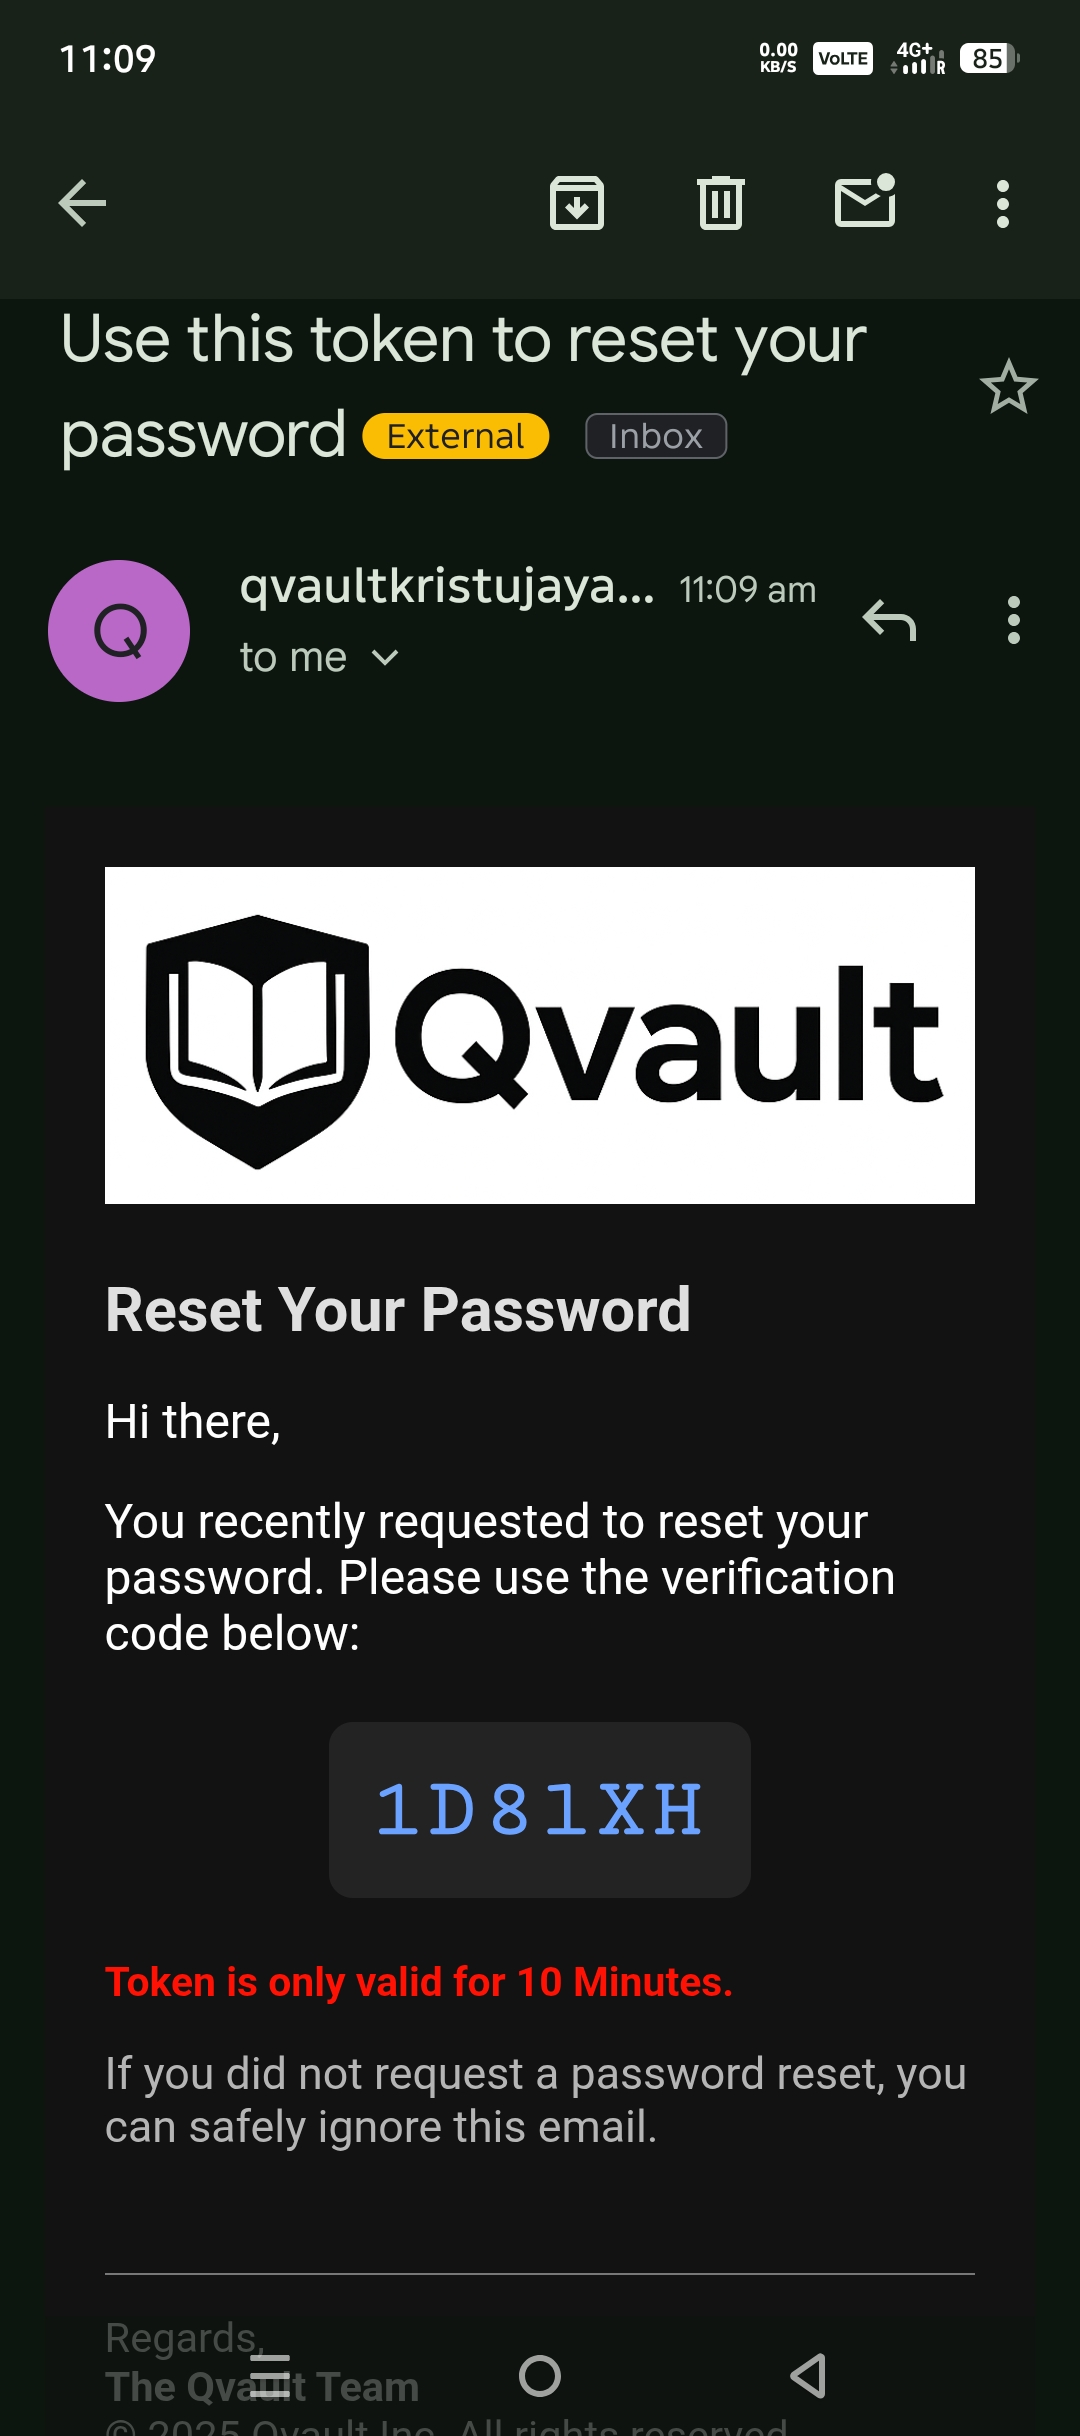 11:09
0.00
KB/S
VoLTE
4G+
R
85
Use this token to reset your
password External Inbox
Q
qvaultkristujaya... 11:09 am
to me
Qvault
Reset Your Password
Hi there,
You recently requested to reset your
password. Please use the verification
code below:
1D81XH
Token is only valid for 10 Minutes.
If you did not request a password reset, you
can safely ignore this email.
Regards,
The Qvault Team
© 2025 Qvault Inc. All rights reserved.